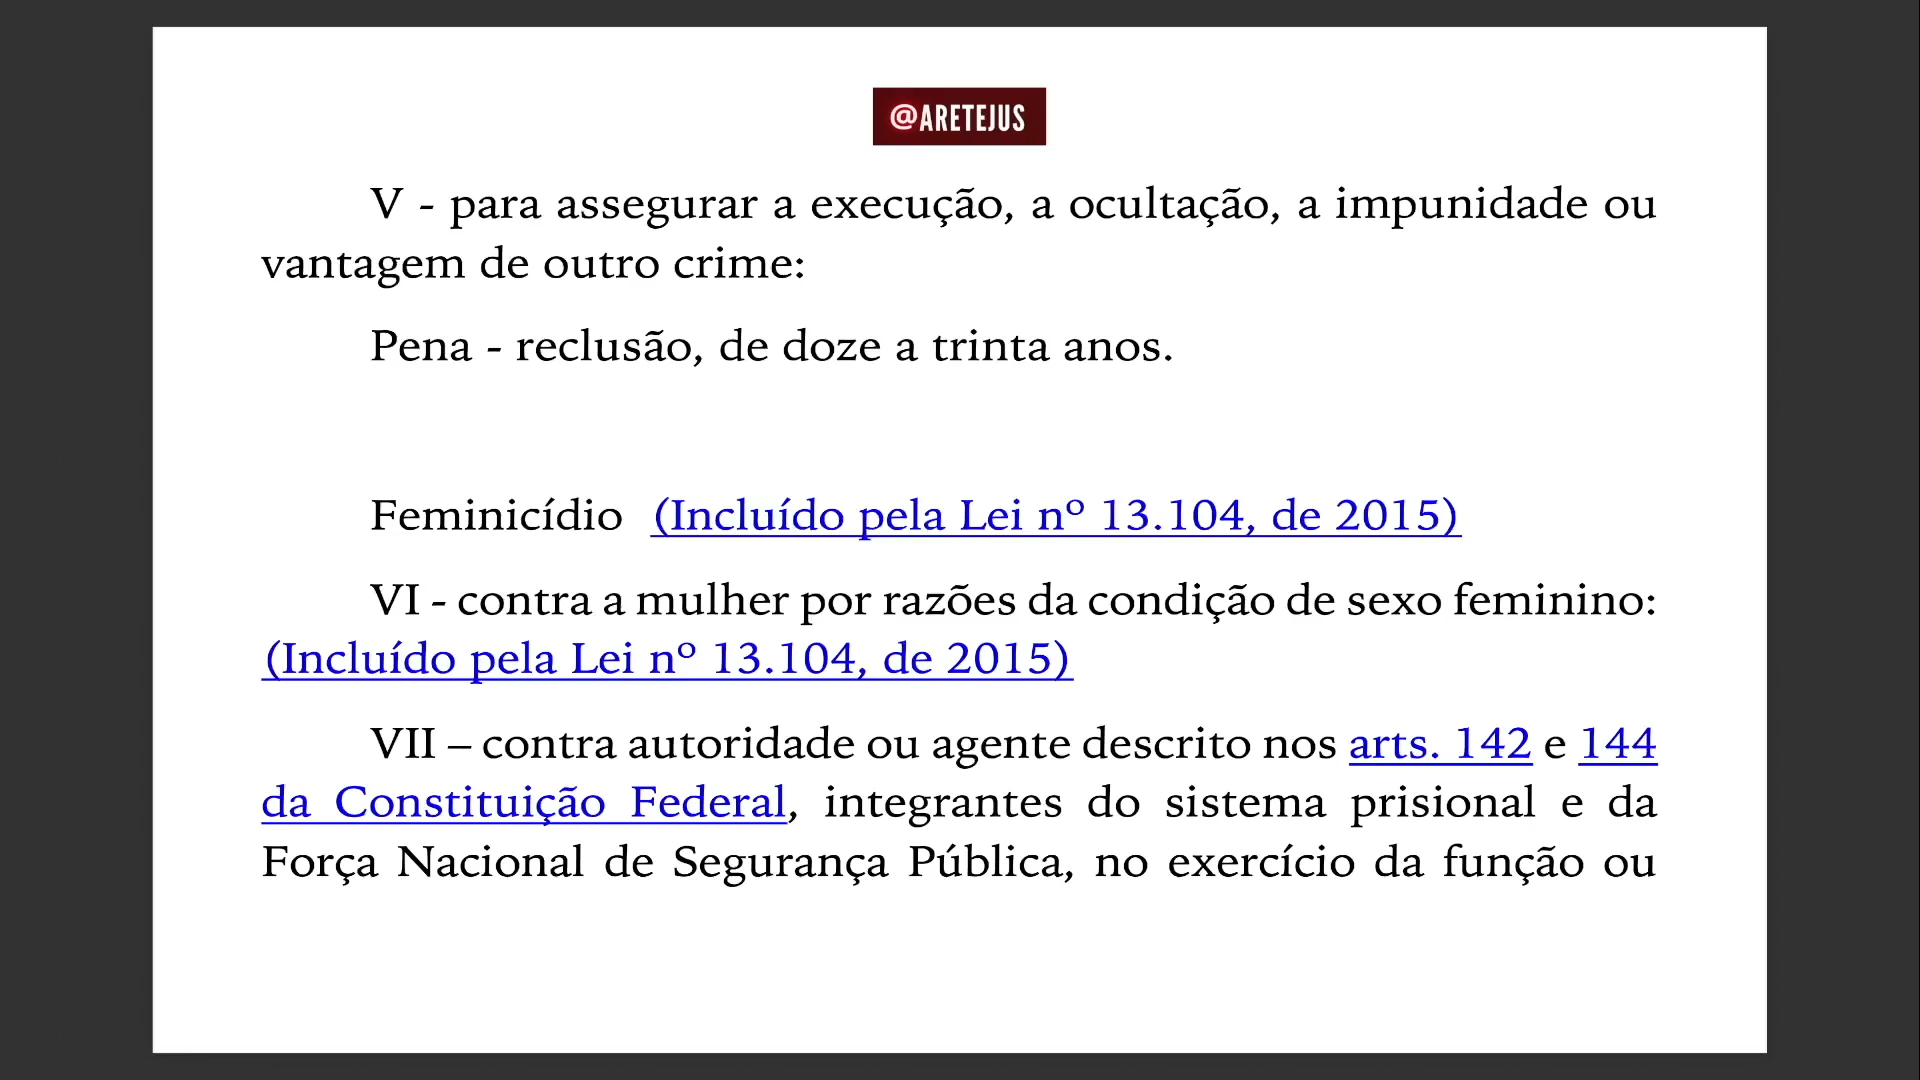 @ARETEJUS
V - para assegurar a execução, a ocultação, a impunidade ou
vantagem de outro crime:
Pena - reclusão, de doze a trinta anos.
Feminicídio (Incluído pela Lei nº 13.104, de 2015)
VI - contra a mulher por razões da condição de sexo feminino:
(Incluído pela Lei nº 13.104, de 2015)
VII – contra autoridade ou agente descrito nos arts. 142 e 144
da Constituição Federal, integrantes do sistema prisional e da
Força Nacional de Segurança Pública, no exercício da função ou